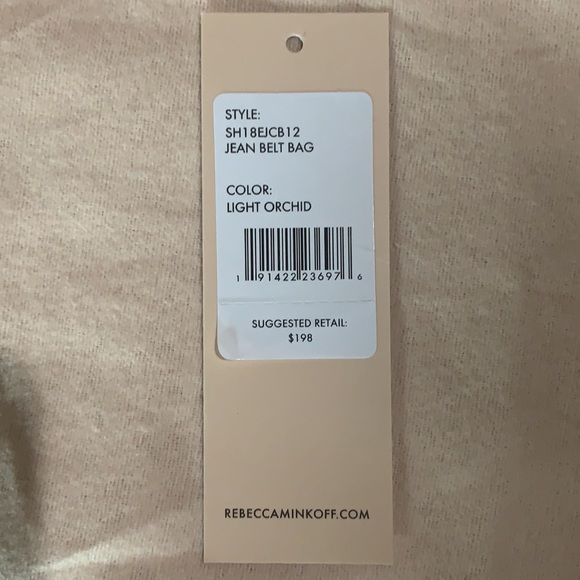 STYLE:
SH18EJCB12
JEAN BELT BAG
COLOR:
LIGHT ORCHID
1 91422 23697 6
SUGGESTED RETAIL:
$198
REBECCAMINKOFF.COM